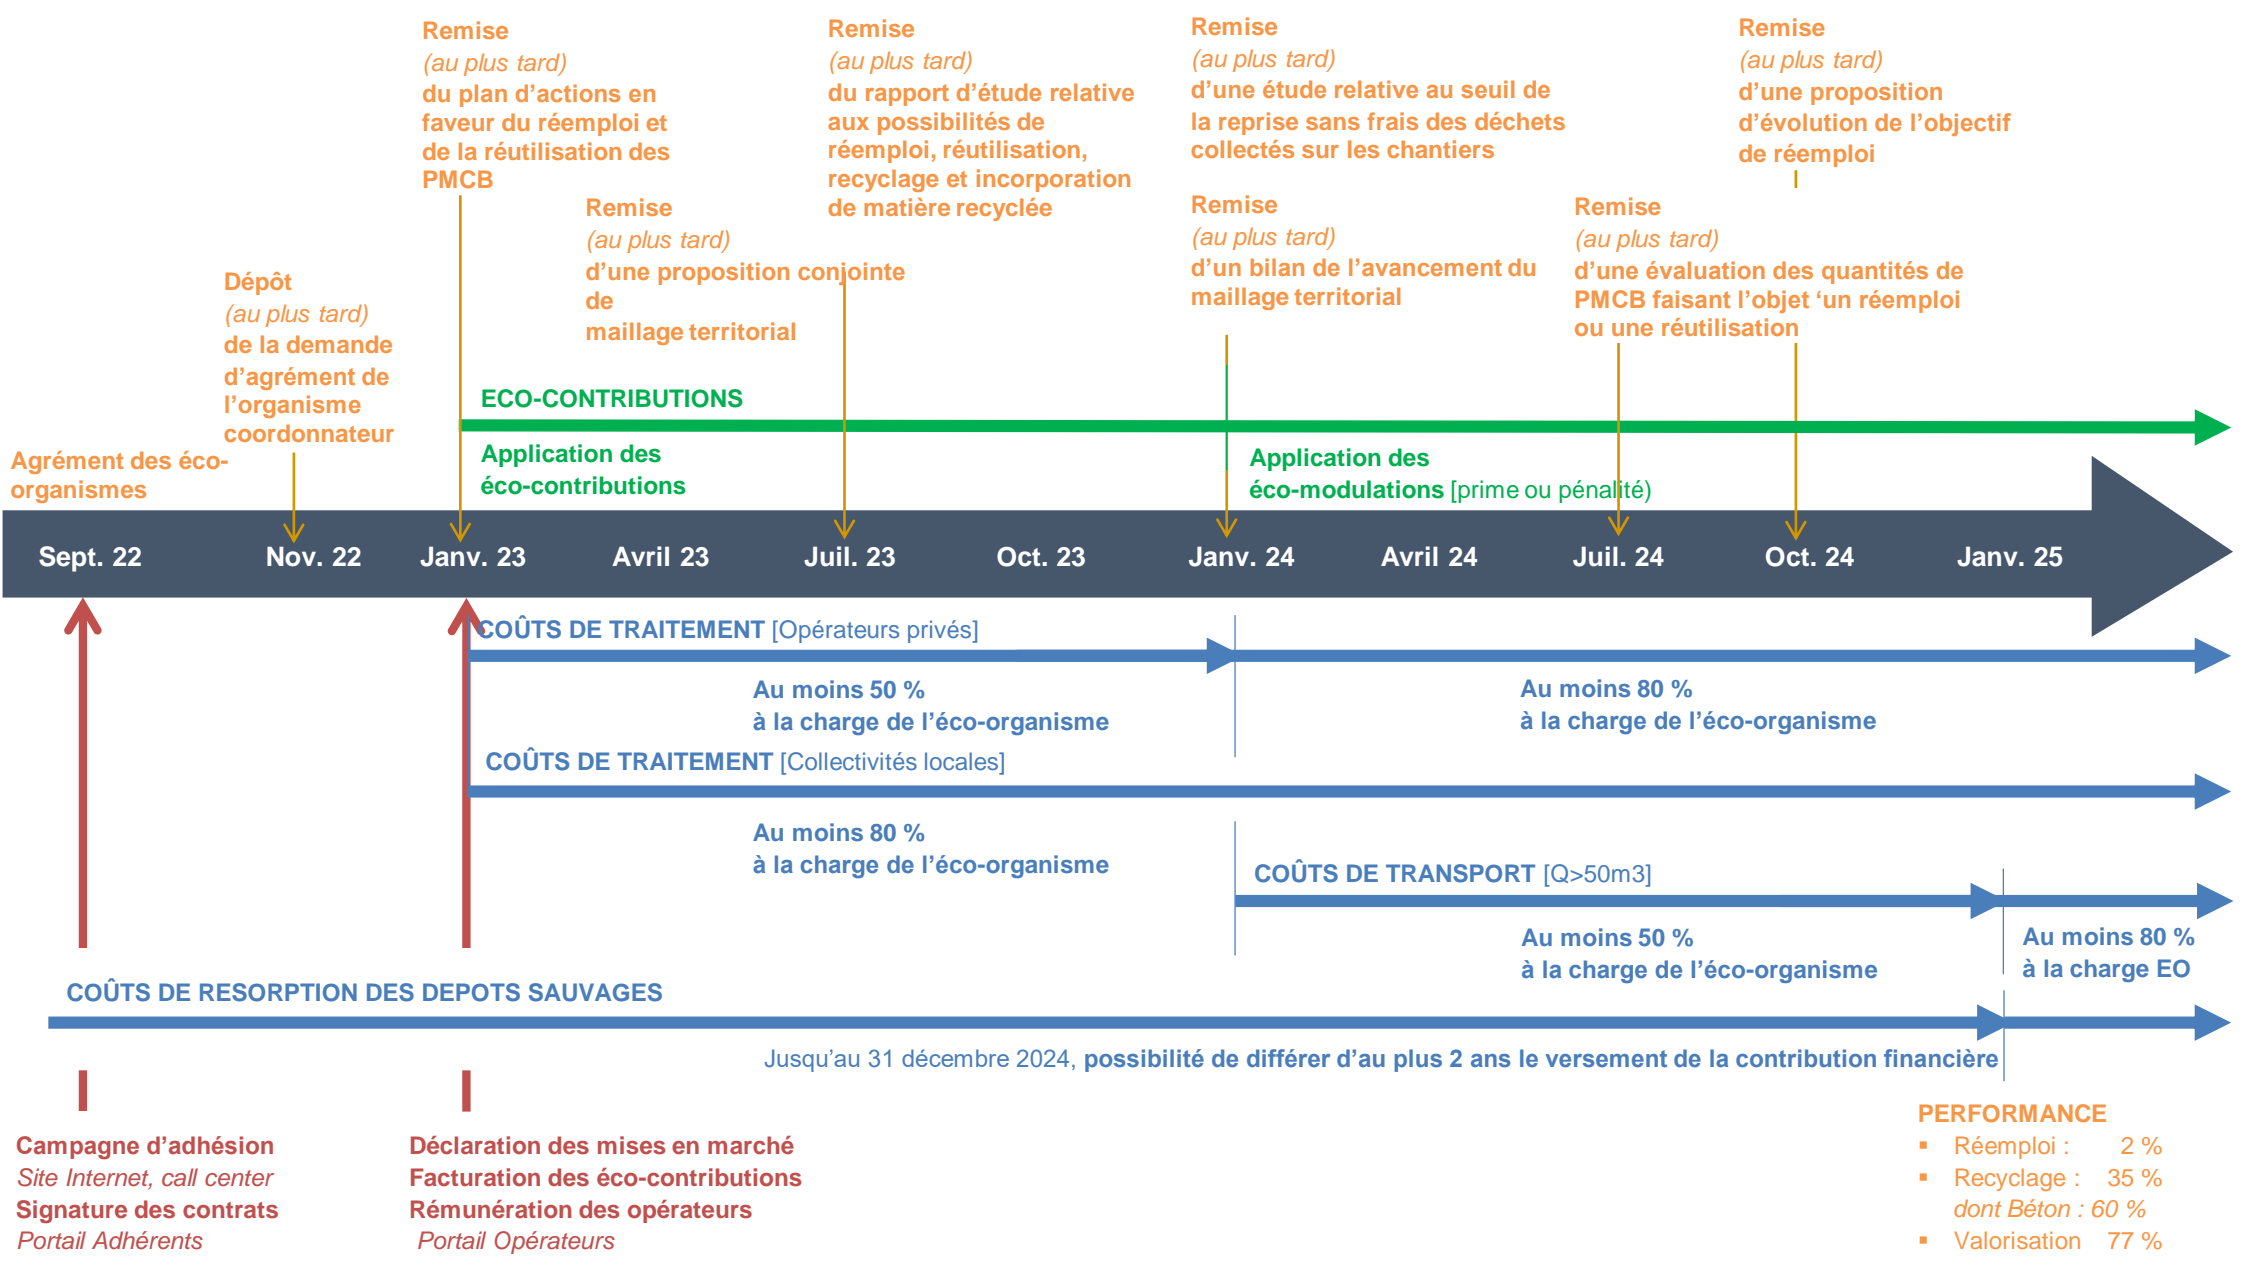 Remise
(au plus tard)
du plan d’actions en
faveur du réemploi et
de la réutilisation des
PMCB
Remise
(au plus tard)
du rapport d’étude relative
aux possibilités de
réemploi, réutilisation,
recyclage et incorporation
de matière recyclée
Remise
(au plus tard)
d’une étude relative au seuil de
la reprise sans frais des déchets
collectés sur les chantiers
Remise
(au plus tard)
d’une proposition
d’évolution de l’objectif
de réemploi
Remise
(au plus tard)
d’une proposition conjointe
de
maillage territorial
Remise
(au plus tard)
d’un bilan de l’avancement du
maillage territorial
Remise
(au plus tard)
d’une évaluation des quantités de
PMCB faisant l’objet ‘un réemploi
ou une réutilisation
Dépôt
(au plus tard)
de la demande
d’agrément de
l’organisme
coordonnateur
Agrément des éco-
organismes
ECO-CONTRIBUTIONS
Application des
éco-contributions
Application des
éco-modulations [prime ou pénalité)
Sept. 22
Nov. 22
Janv. 23
Avril 23
Juil. 23
Oct. 23
Janv. 24
Avril 24
Juil. 24
Oct. 24
Janv. 25
COÛTS DE TRAITEMENT [Opérateurs privés]
Au moins 50 %
à la charge de l’éco-organisme
Au moins 80 %
à la charge de l’éco-organisme
COÛTS DE TRAITEMENT [Collectivités locales]
Au moins 80 %
à la charge de l’éco-organisme
COÛTS DE TRANSPORT [Q>50m3]
Au moins 50 %
à la charge de l’éco-organisme
Au moins 80 %
à la charge EO
COÛTS DE RESORPTION DES DEPOTS SAUVAGES
Jusqu’au 31 décembre 2024, possibilité de différer d’au plus 2 ans le versement de la contribution financière
Campagne d’adhésion
Site Internet, call center
Signature des contrats
Portail Adhérents
Déclaration des mises en marché
Facturation des éco-contributions
Rémunération des opérateurs
Portail Opérateurs
PERFORMANCE
▪ Réemploi : 2 %
▪ Recyclage : 35 %
dont Béton : 60 %
▪ Valorisation 77 %